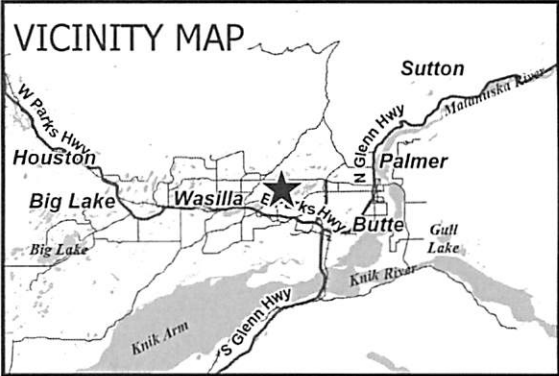 VICINITY MAP
Sutton
Matanuska River
W Parks Hwy
N Glenn Hwy
Houston
Palmer
Big Lake
Wasilla
E Parks Hwy
Butte
Gull
Lake
Big Lake
Knik River
Knik Arm
S Glenn Hwy